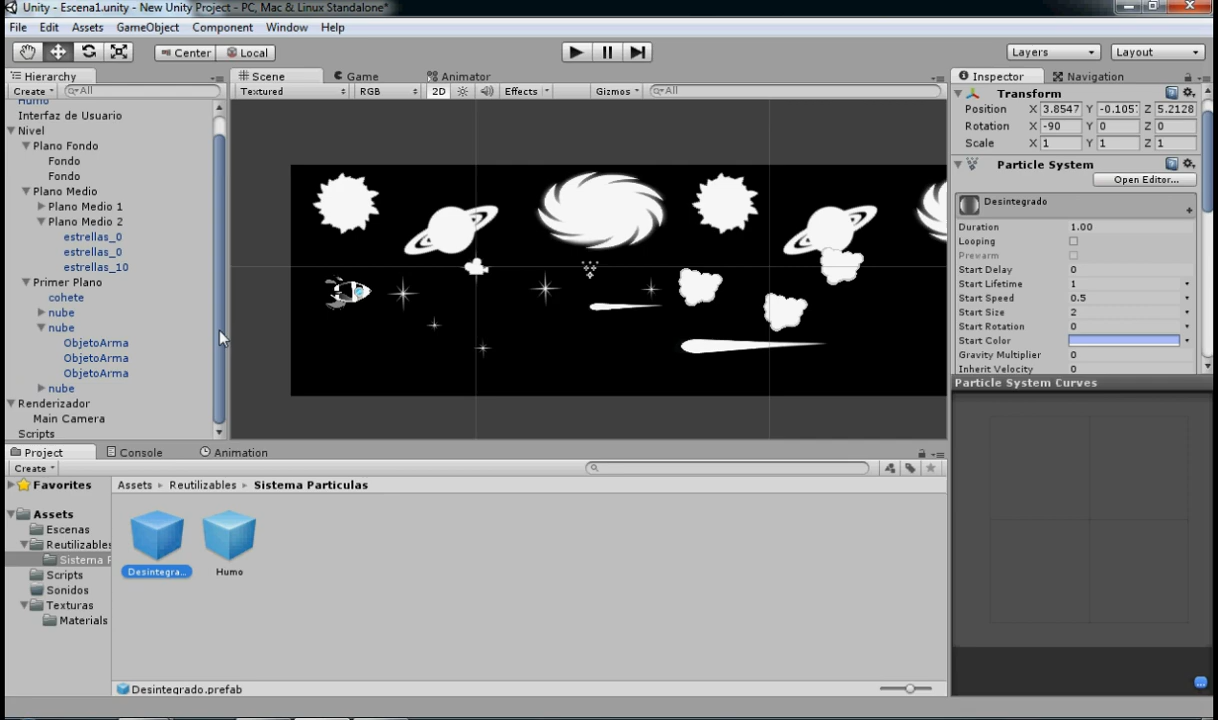 Unity - Escena1.unity - New Unity Project - PC, Mac & Linux Standalone*
File Edit Assets GameObject Component Window Help
Center Local Layers Layout
Hierarchy
Create All
Humo
Interfaz de Usuario
Nivel
Plano Fondo
Fondo
Fondo
Plano Medio
Plano Medio 1
Plano Medio 2
estrellas_0
estrellas_0
estrellas_10
Primer Plano
cohete
nube
nube
ObjetoArma
ObjetoArma
ObjetoArma
nube
Renderizador
Main Camera
Scripts
Scene Game Animator
Textured RGB 2D Effects Gizmos All
Inspector Navigation
Transform
Position X 3.8547 Y -0.105 Z 5.2128
Rotation X -90 Y 0 Z 0
Scale X 1 Y 1 Z 1
Particle System
Open Editor...
Desintegrado
Duration 1.00
Looping
Prewarm
Start Delay 0
Start Lifetime 1
Start Speed 0.5
Start Size 2
Start Rotation 0
Start Color
Gravity Multiplier 0
Inherit Velocity 0
Particle System Curves
Project Console Animation
Create
Favorites
Assets
Escenas
Reutilizables
Sistema P
Scripts
Sonidos
Texturas
Materials
Assets Reutilizables Sistema Particulas
Desintegra... Humo
Desintegrado.prefab